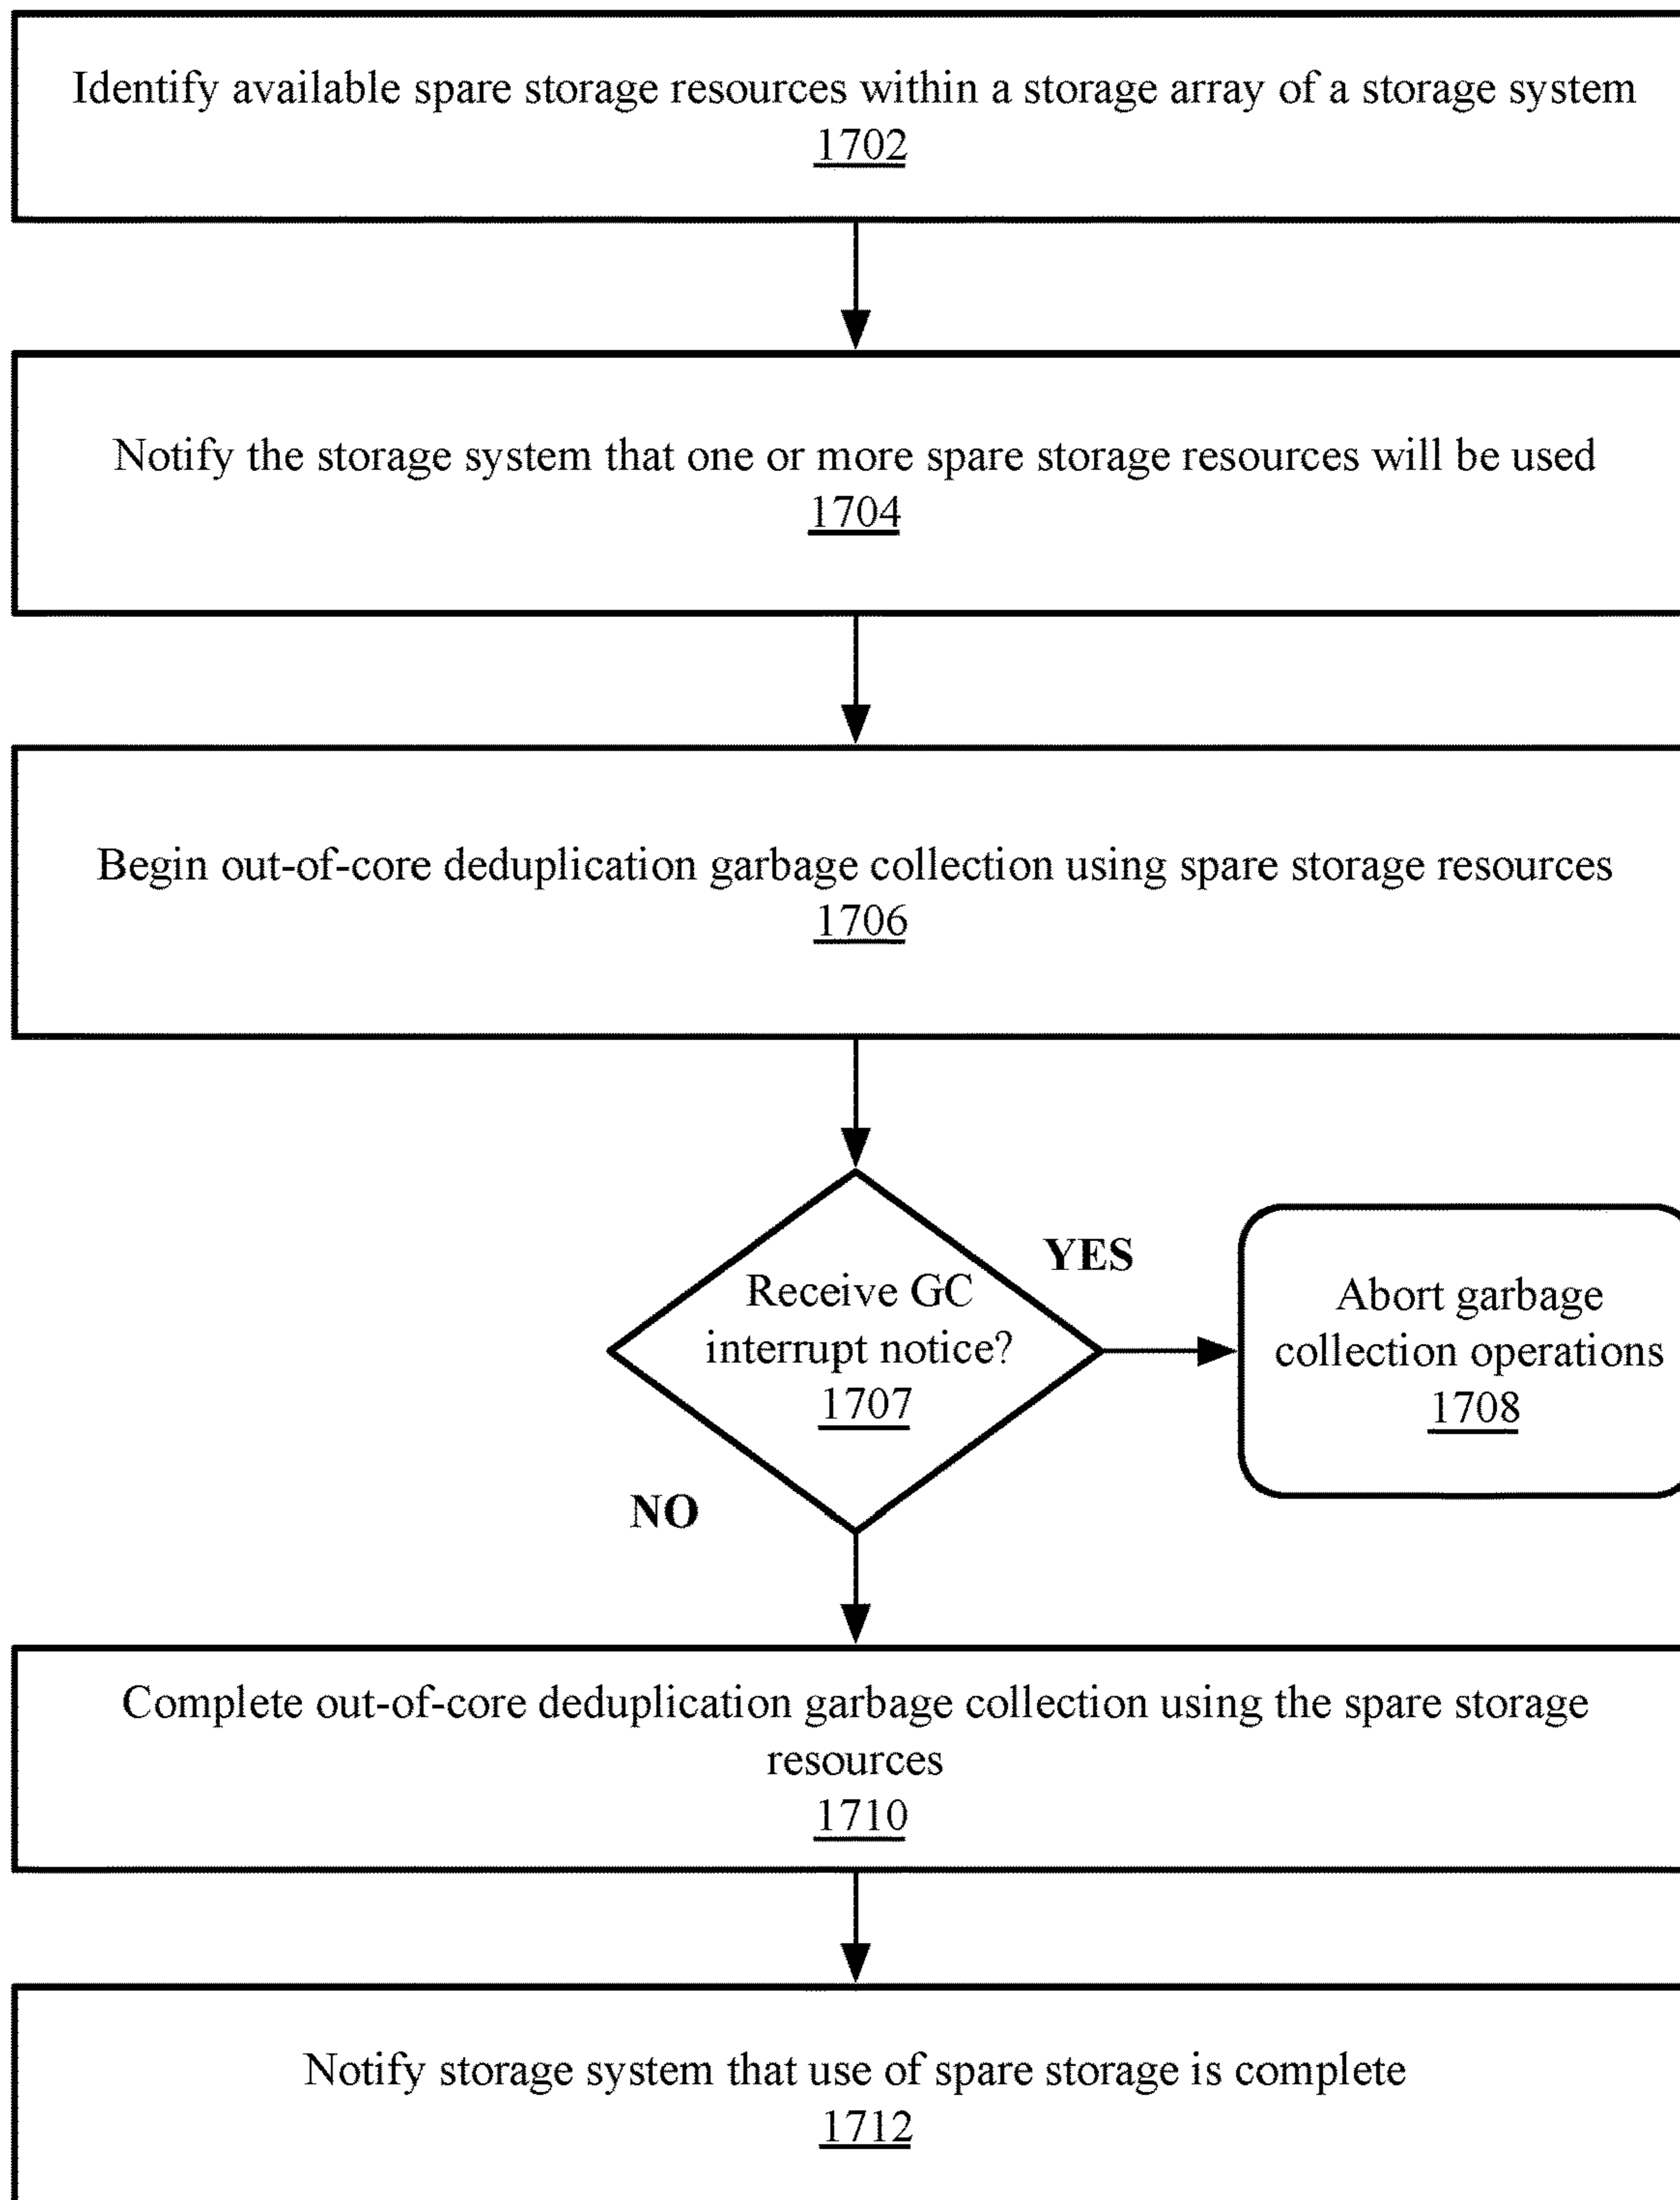 Identify available spare storage resources within a storage array of a storage system
1702
Notify the storage system that one or more spare storage resources will be used
1704
Begin out-of-core deduplication garbage collection using spare storage resources
1706
YES
Receive GC
interrupt notice?
1707
Abort garbage
collection operations
1708
NO
Complete out-of-core deduplication garbage collection using the spare storage
resources
1710
Notify storage system that use of spare storage is complete
1712